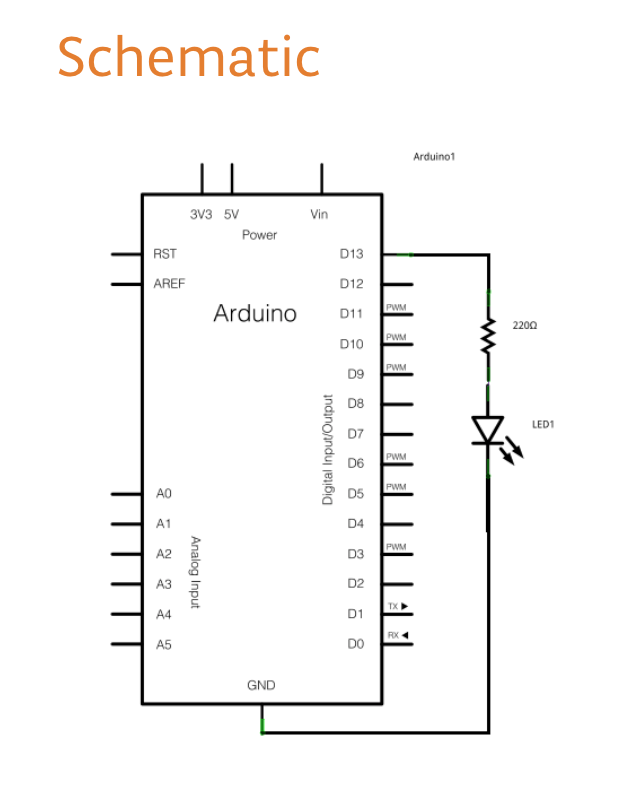 Schematic
Arduino1
3V3 5V Vin
Power
RST D13
AREF D12
Arduino
D11 PWM
D10 PWM
D9 PWM
D8
D7
D6 PWM
A0 D5 PWM
A1 D4
A2 D3 PWM
A3 D2
A4 D1 TX ►
A5 D0 RX ◄
Digital Input/Output
Analog Input
GND
220Ω
LED1